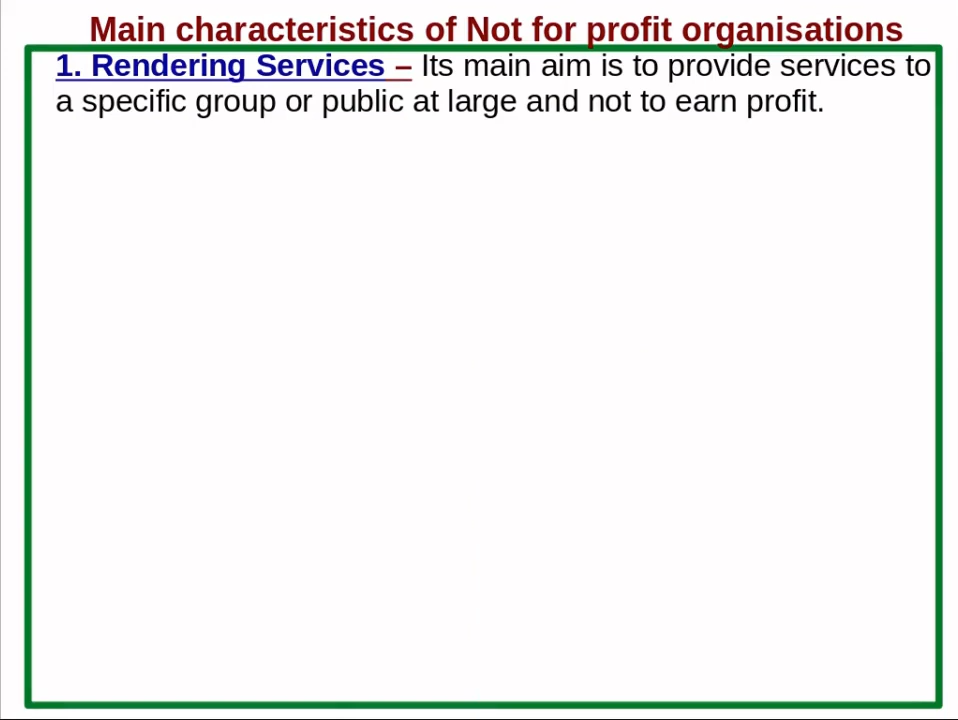 Main characteristics of Not for profit organisations
1. Rendering Services – Its main aim is to provide services to
a specific group or public at large and not to earn profit.